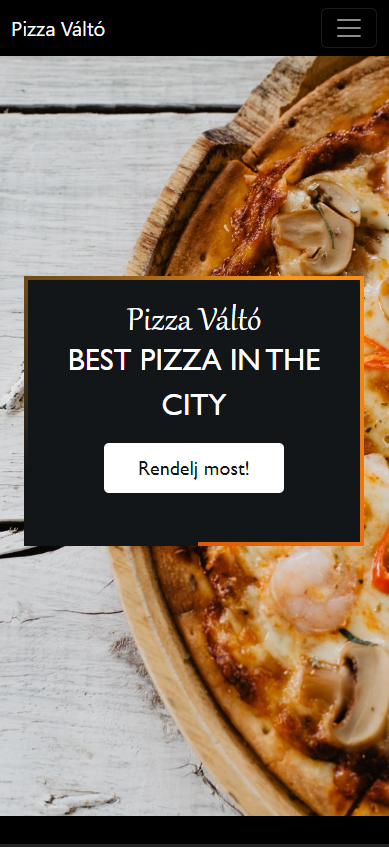 Pizza Váltó
Pizza Váltó
BEST PIZZA IN THE
CITY
Rendelj most!